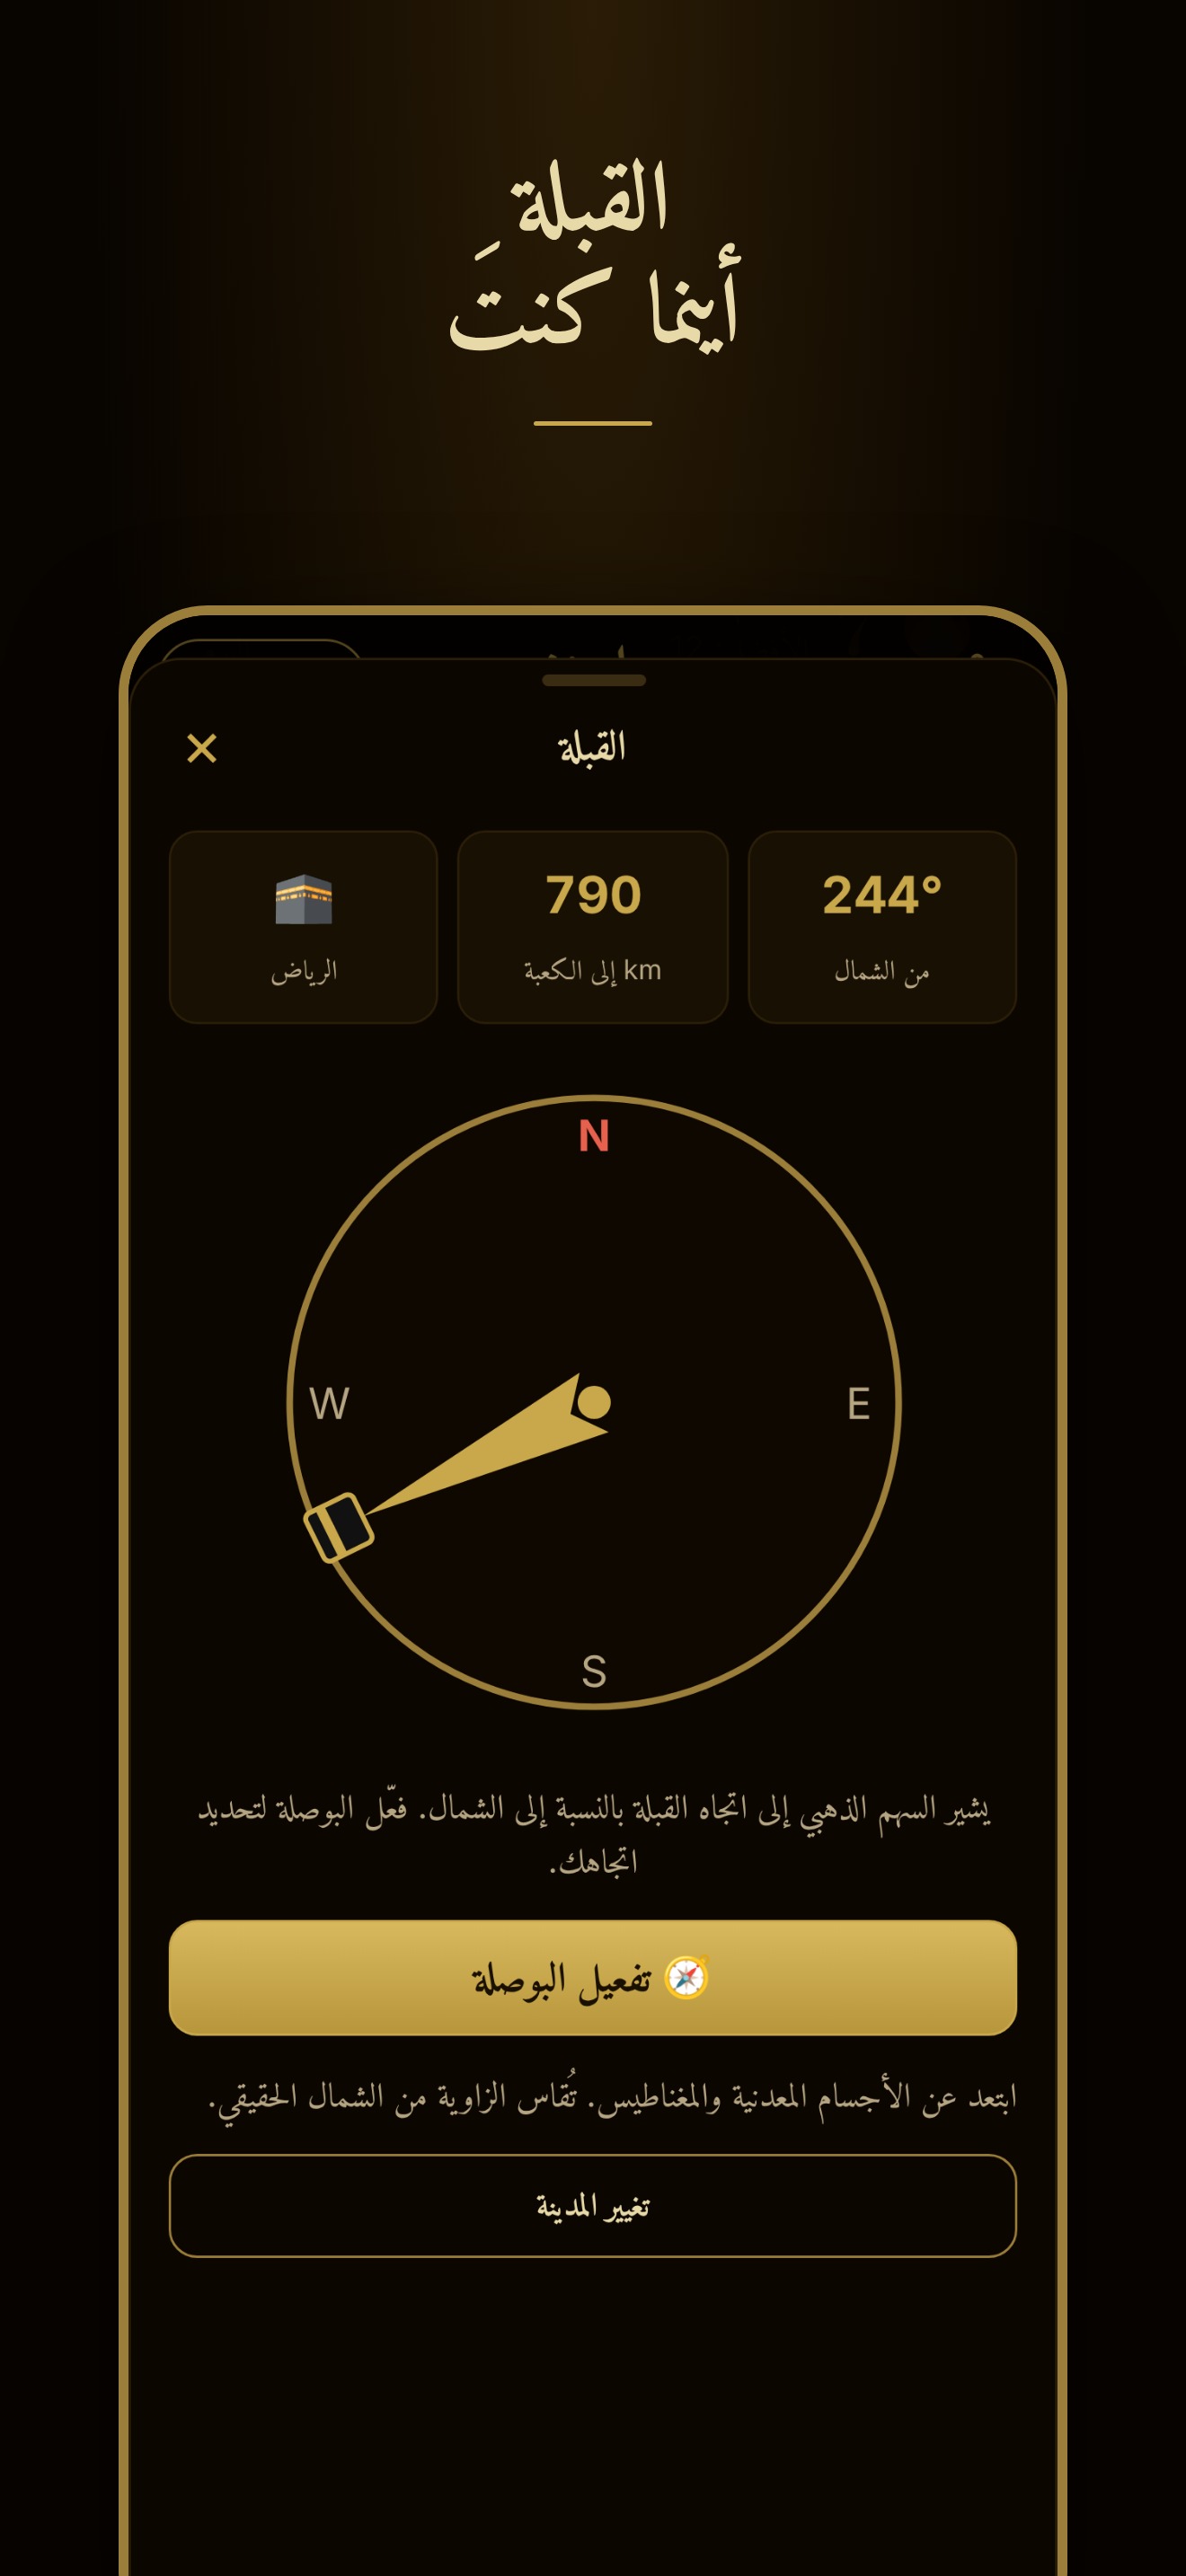 القبلة
أينما كنتَ
القبلة
✕
244°
790
من الشمال
km إلى الكعبة
الرياض
N
W
E
S
يشير السهم الذهبي إلى اتجاه القبلة بالنسبة إلى الشمال. فعّل البوصلة لتحديد
اتجاهك.
تفعيل البوصلة
ابتعد عن الأجسام المعدنية والمغناطيس. تُقاس الزاوية من الشمال الحقيقي.
تغيير المدينة